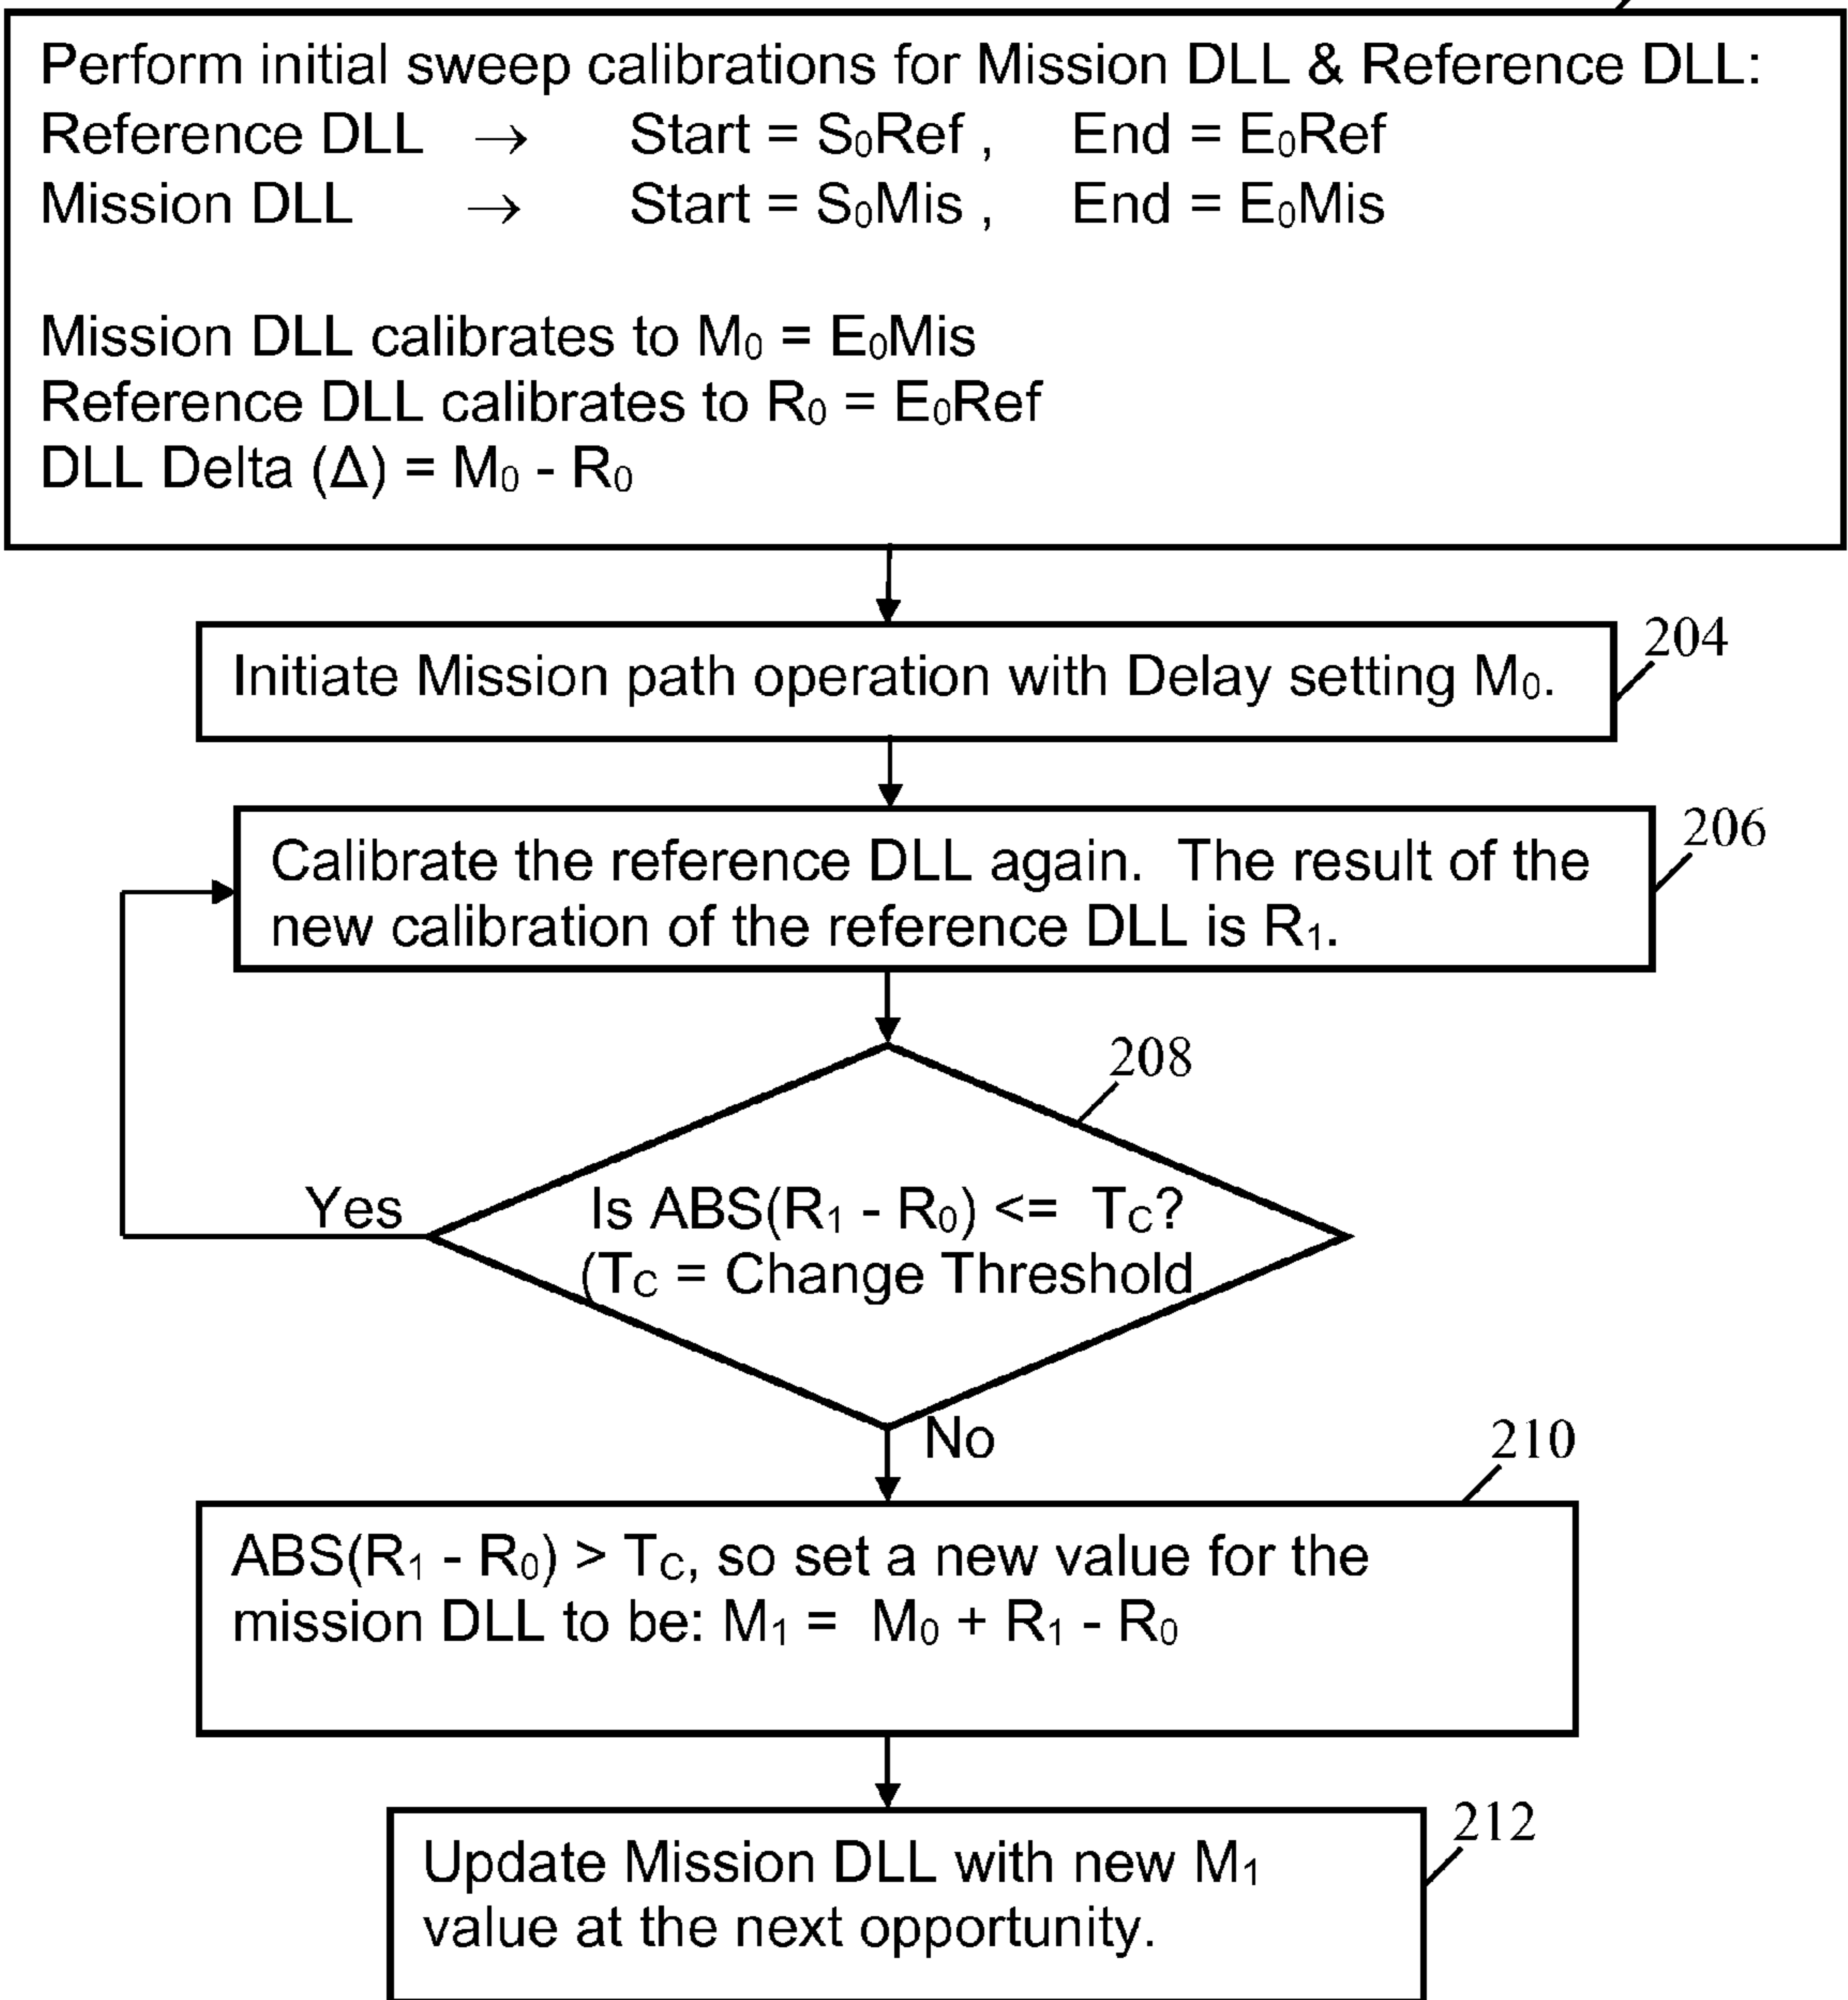 Perform initial sweep calibrations for Mission DLL & Reference DLL:
Reference DLL → Start = S₀Ref , End = E₀Ref
Mission DLL → Start = S₀Mis , End = E₀Mis
Mission DLL calibrates to M₀ = E₀Mis
Reference DLL calibrates to R₀ = E₀Ref
DLL Delta (Δ) = M₀ - R₀
204
Initiate Mission path operation with Delay setting M₀.
206
Calibrate the reference DLL again. The result of the
new calibration of the reference DLL is R₁.
208
Yes
Is ABS(R₁ - R₀) <= T_C?
(T_C = Change Threshold
No
210
ABS(R₁ - R₀) > T_C, so set a new value for the
mission DLL to be: M₁ = M₀ + R₁ - R₀
212
Update Mission DLL with new M₁
value at the next opportunity.